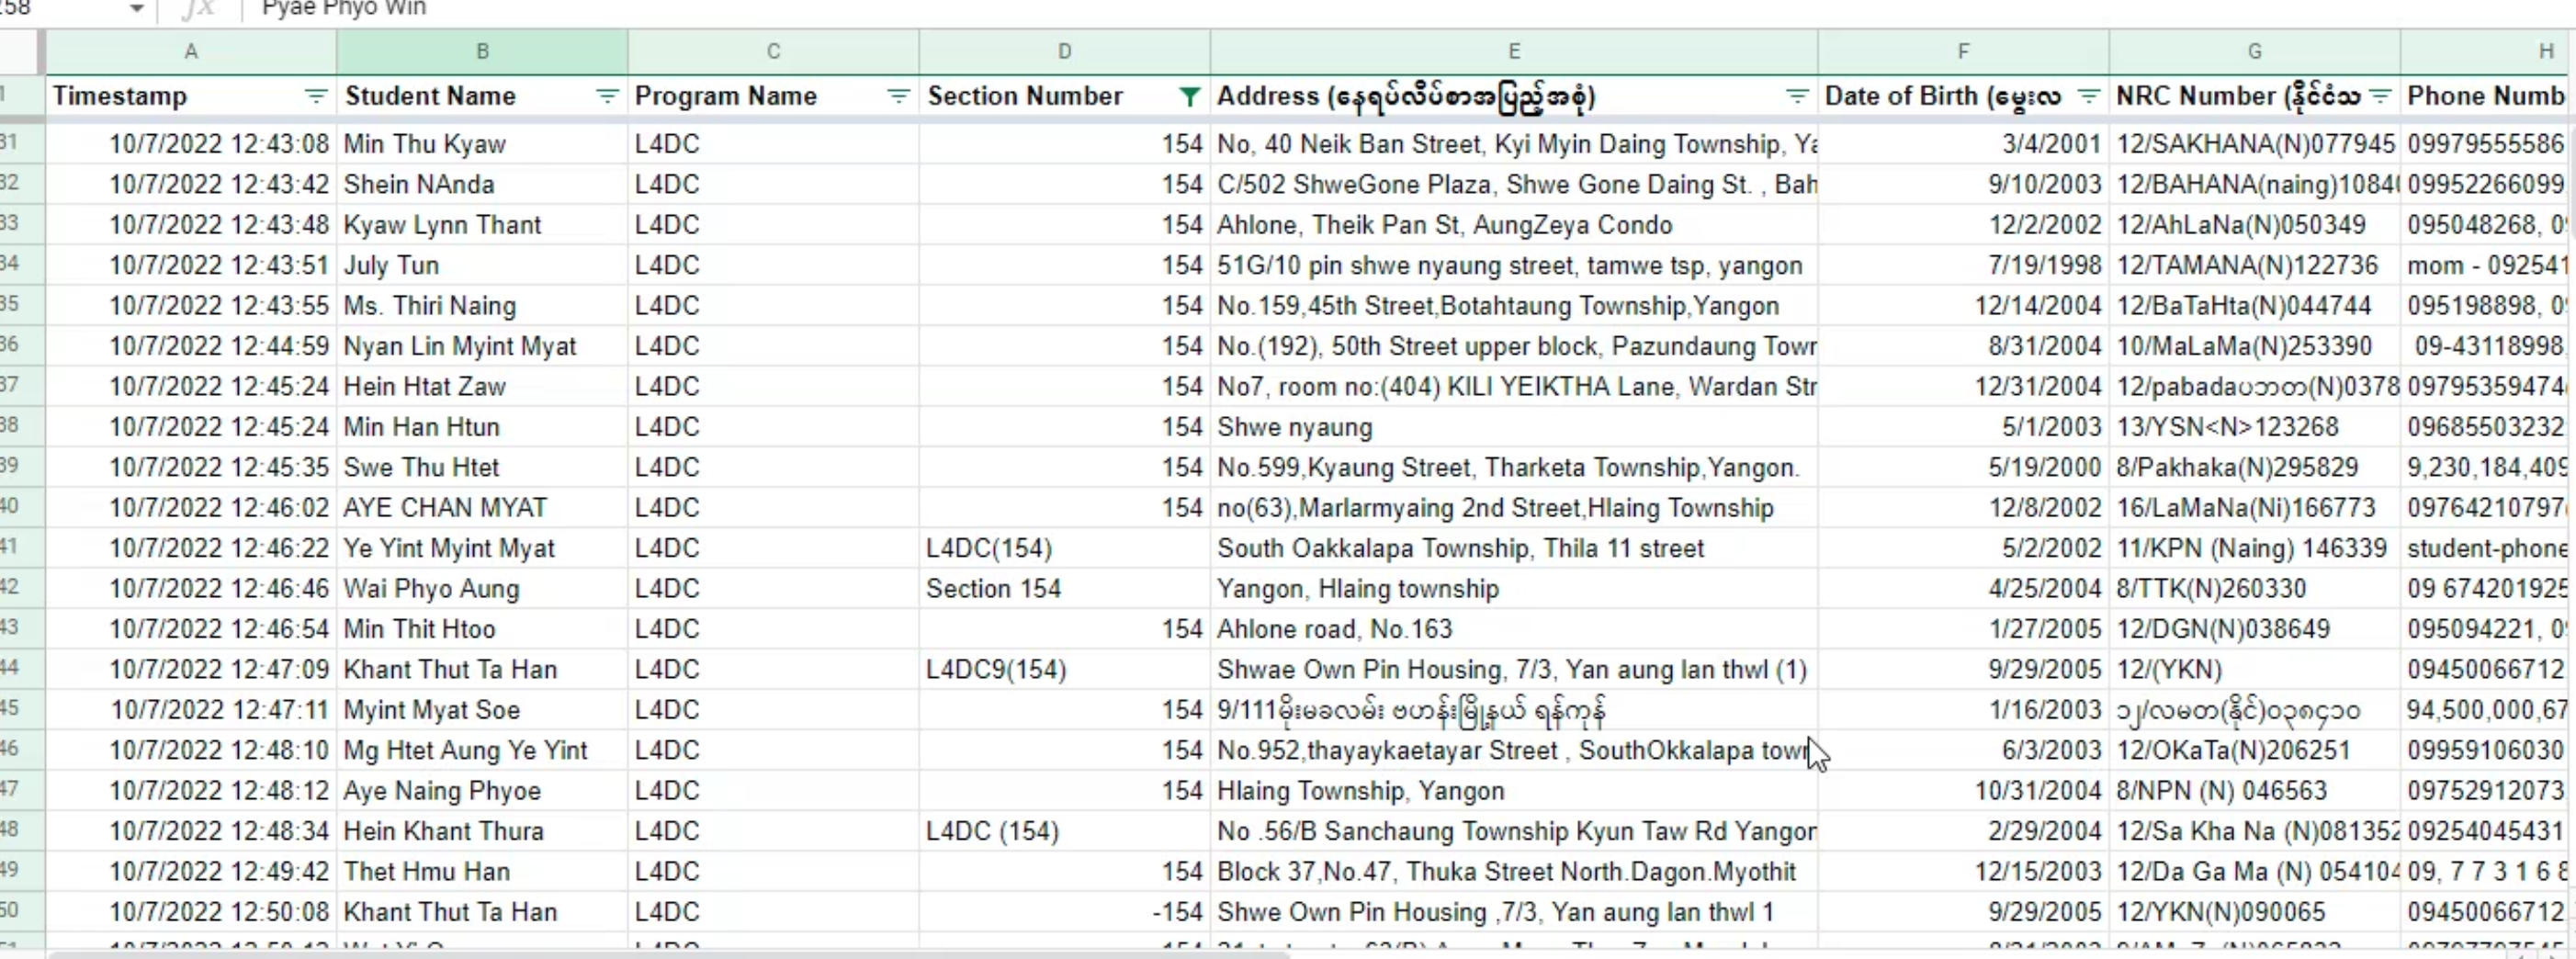 58 Pyae Phyo Win
A B C D E F G H
1 Timestamp Student Name Program Name Section Number Address (နေရပ်လိပ်စာအပြည့်အစုံ) Date of Birth (မွေးလ NRC Number (နိုင်ငံသ Phone Numb
31 10/7/2022 12:43:08 Min Thu Kyaw L4DC 154 No, 40 Neik Ban Street, Kyi Myin Daing Township, Ya 3/4/2001 12/SAKHANA(N)077945 09979555586
32 10/7/2022 12:43:42 Shein NAnda L4DC 154 C/502 ShweGone Plaza, Shwe Gone Daing St. , Bah 9/10/2003 12/BAHANA(naing)1084 09952266099
33 10/7/2022 12:43:48 Kyaw Lynn Thant L4DC 154 Ahlone, Theik Pan St, AungZeya Condo 12/2/2002 12/AhLaNa(N)050349 095048268, 0
34 10/7/2022 12:43:51 July Tun L4DC 154 51G/10 pin shwe nyaung street, tamwe tsp, yangon 7/19/1998 12/TAMANA(N)122736 mom - 092541
35 10/7/2022 12:43:55 Ms. Thiri Naing L4DC 154 No.159,45th Street,Botahtaung Township,Yangon 12/14/2004 12/BaTaHta(N)044744 095198898, 0
36 10/7/2022 12:44:59 Nyan Lin Myint Myat L4DC 154 No.(192), 50th Street upper block, Pazundaung Town 8/31/2004 10/MaLaMa(N)253390 09-43118998
37 10/7/2022 12:45:24 Hein Htat Zaw L4DC 154 No7, room no:(404) KILI YEIKTHA Lane, Wardan Str 12/31/2004 12/pabadaပဘတ(N)0378 09795359474
38 10/7/2022 12:45:24 Min Han Htun L4DC 154 Shwe nyaung 5/1/2003 13/YSN<N>123268 09685503232
39 10/7/2022 12:45:35 Swe Thu Htet L4DC 154 No.599,Kyaung Street, Tharketa Township,Yangon. 5/19/2000 8/Pakhaka(N)295829 9,230,184,409
40 10/7/2022 12:46:02 AYE CHAN MYAT L4DC 154 no(63),Marlarmyaing 2nd Street,Hlaing Township 12/8/2002 16/LaMaNa(Ni)166773 09764210797
41 10/7/2022 12:46:22 Ye Yint Myint Myat L4DC L4DC(154) South Oakkalapa Township, Thila 11 street 5/2/2002 11/KPN (Naing) 146339 student-phone
42 10/7/2022 12:46:46 Wai Phyo Aung L4DC Section 154 Yangon, Hlaing township 4/25/2004 8/TTK(N)260330 09 674201925
43 10/7/2022 12:46:54 Min Thit Htoo L4DC 154 Ahlone road, No.163 1/27/2005 12/DGN(N)038649 095094221, 0
44 10/7/2022 12:47:09 Khant Thut Ta Han L4DC L4DC9(154) Shwae Own Pin Housing, 7/3, Yan aung lan thwl (1) 9/29/2005 12/(YKN) 09450066712
45 10/7/2022 12:47:11 Myint Myat Soe L4DC 154 9/111မိုးမခလမ်း ဗဟန်းမြို့နယ် ရန်ကုန် 1/16/2003 ၁၂/လမတ(နိုင်)၀၃၈၄၁၀ 94,500,000,67
46 10/7/2022 12:48:10 Mg Htet Aung Ye Yint L4DC 154 No.952,thayaykaetayar Street , SouthOkkalapa town 6/3/2003 12/OKaTa(N)206251 09959106030
47 10/7/2022 12:48:12 Aye Naing Phyoe L4DC 154 Hlaing Township, Yangon 10/31/2004 8/NPN (N) 046563 09752912073
48 10/7/2022 12:48:34 Hein Khant Thura L4DC L4DC (154) No .56/B Sanchaung Township Kyun Taw Rd Yangon 2/29/2004 12/Sa Kha Na (N)081352 09254045431
49 10/7/2022 12:49:42 Thet Hmu Han L4DC 154 Block 37,No.47, Thuka Street North.Dagon.Myothit 12/15/2003 12/Da Ga Ma (N) 054104 09, 7 7 3 1 6 8
50 10/7/2022 12:50:08 Khant Thut Ta Han L4DC -154 Shwe Own Pin Housing ,7/3, Yan aung lan thwl 1 9/29/2005 12/YKN(N)090065 09450066712